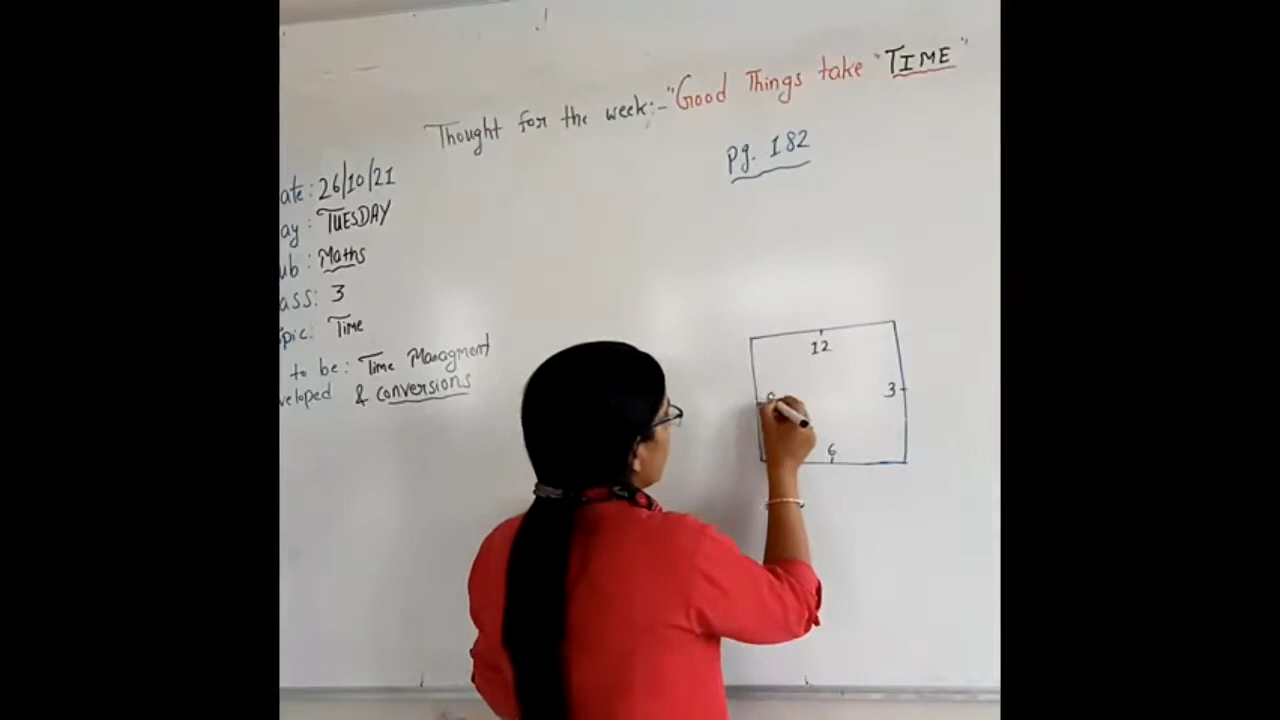 Thought for the week:- "Good Things take "TIME"
Pg. 182
ate: 26/10/21
ay: TUESDAY
ub: Maths
ass: 3
pic: Time
to be: Time Managment
veloped & conversions
12
3
6